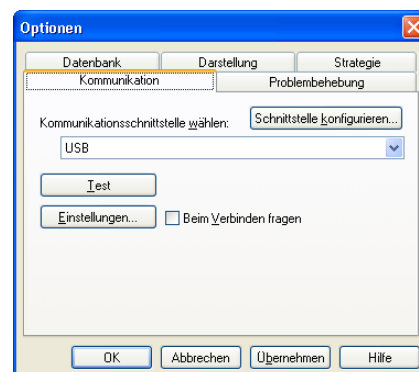 Optionen
Datenbank Darstellung Strategie
Kommunikation Problembehebung
Kommunikationsschnittstelle wählen: Schnittstelle konfigurieren...
USB
Test
Einstellungen... Beim Verbinden fragen
OK Abbrechen Übernehmen Hilfe